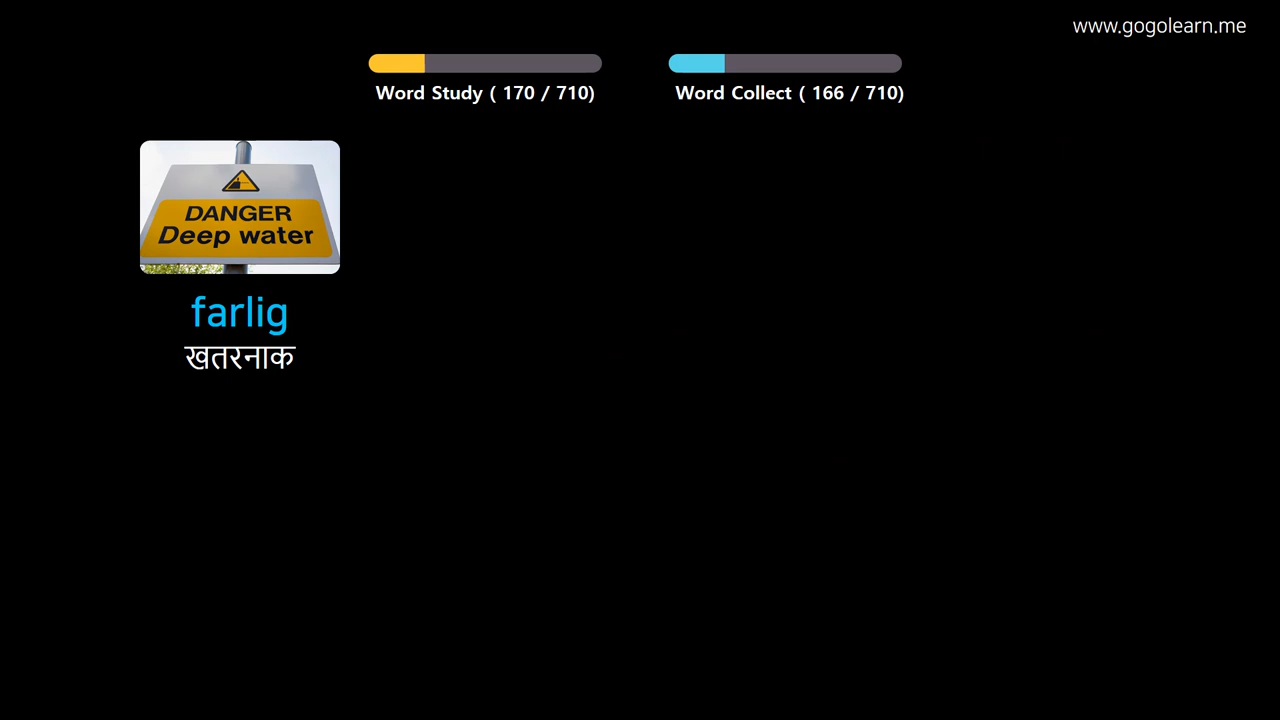 www.gogolearn.me
Word Study ( 170 / 710)
Word Collect ( 166 / 710)
DANGER
Deep water
farlig
खतरनाक